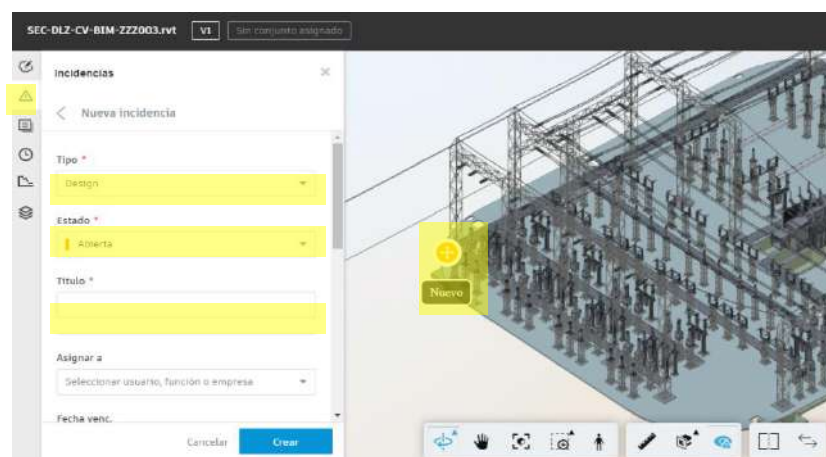 SEC-DLZ-CV-BIM-ZZZ003.rvt V1 Sin conjunto asignado
Incidencias
Nueva incidencia
Tipo *
Design
Estado *
Abierta
Título *
Asignar a
Seleccionar usuario, función o empresa
Fecha venc.
Cancelar Crear
Nuevo